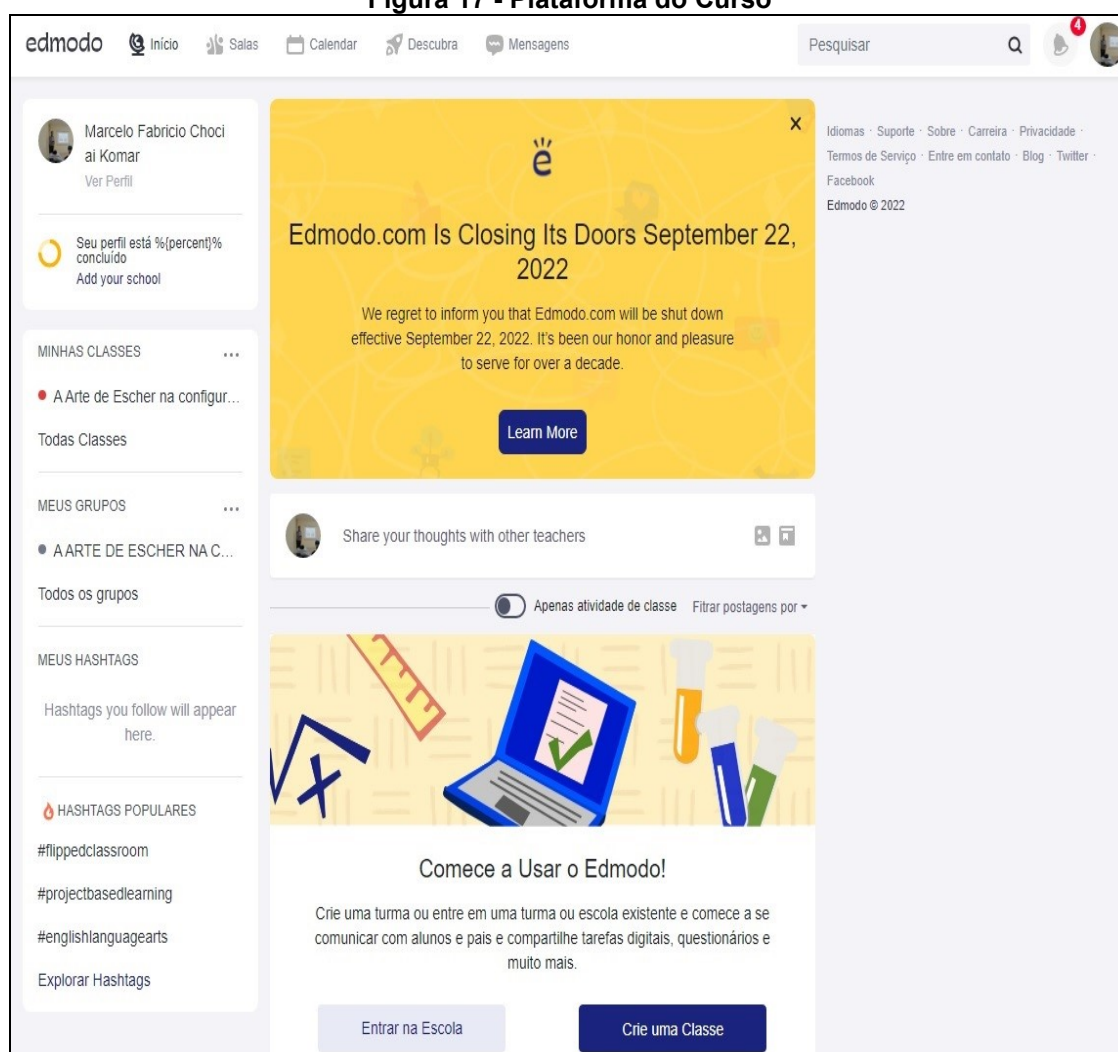 Figura 17 - Plataforma do Curso
edmodo Início Salas Calendar Descubra Mensagens Pesquisar 4
Marcelo Fabricio Choci
ai Komar
Ver Perfil
Seu perfil está %{percent}%
concluído
Add your school
MINHAS CLASSES ...
A Arte de Escher na configur...
Todas Classes
MEUS GRUPOS ...
A ARTE DE ESCHER NA C...
Todos os grupos
MEUS HASHTAGS
Hashtags you follow will appear
here.
HASHTAGS POPULARES
#flippedclassroom
#projectbasedlearning
#englishlanguagearts
Explorar Hashtags
X
ë
Edmodo.com Is Closing Its Doors September 22,
2022
We regret to inform you that Edmodo.com will be shut down
effective September 22, 2022. It's been our honor and pleasure
to serve for over a decade.
Learn More
Share your thoughts with other teachers
Apenas atividade de classe Fitrar postagens por
√x
Comece a Usar o Edmodo!
Crie uma turma ou entre em uma turma ou escola existente e comece a se
comunicar com alunos e pais e compartilhe tarefas digitais, questionários e
muito mais.
Entrar na Escola Crie uma Classe
Idiomas · Suporte · Sobre · Carreira · Privacidade ·
Termos de Serviço · Entre em contato · Blog · Twitter ·
Facebook
Edmodo © 2022